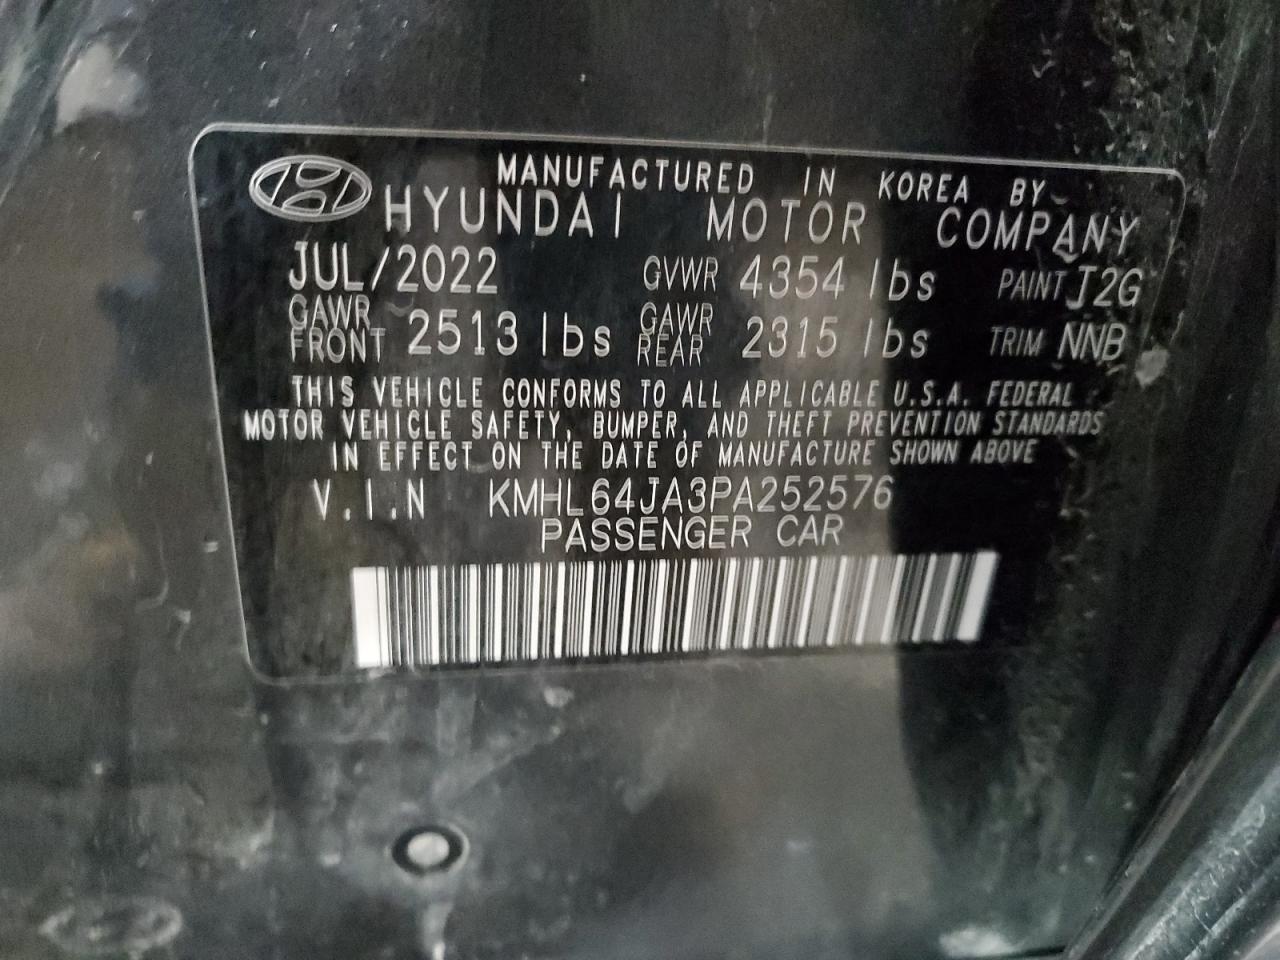 MANUFACTURED IN KOREA BY
HYUNDAI MOTOR COMPANY
JUL/2022 GVWR 4354 lbs PAINT J2G
GAWR FRONT 2513 lbs GAWR REAR 2315 lbs TRIM NNB
THIS VEHICLE CONFORMS TO ALL APPLICABLE U.S.A. FEDERAL
MOTOR VEHICLE SAFETY, BUMPER, AND THEFT PREVENTION STANDARDS
IN EFFECT ON THE DATE OF MANUFACTURE SHOWN ABOVE
V.I.N KMHL64JA3PA252576
PASSENGER CAR